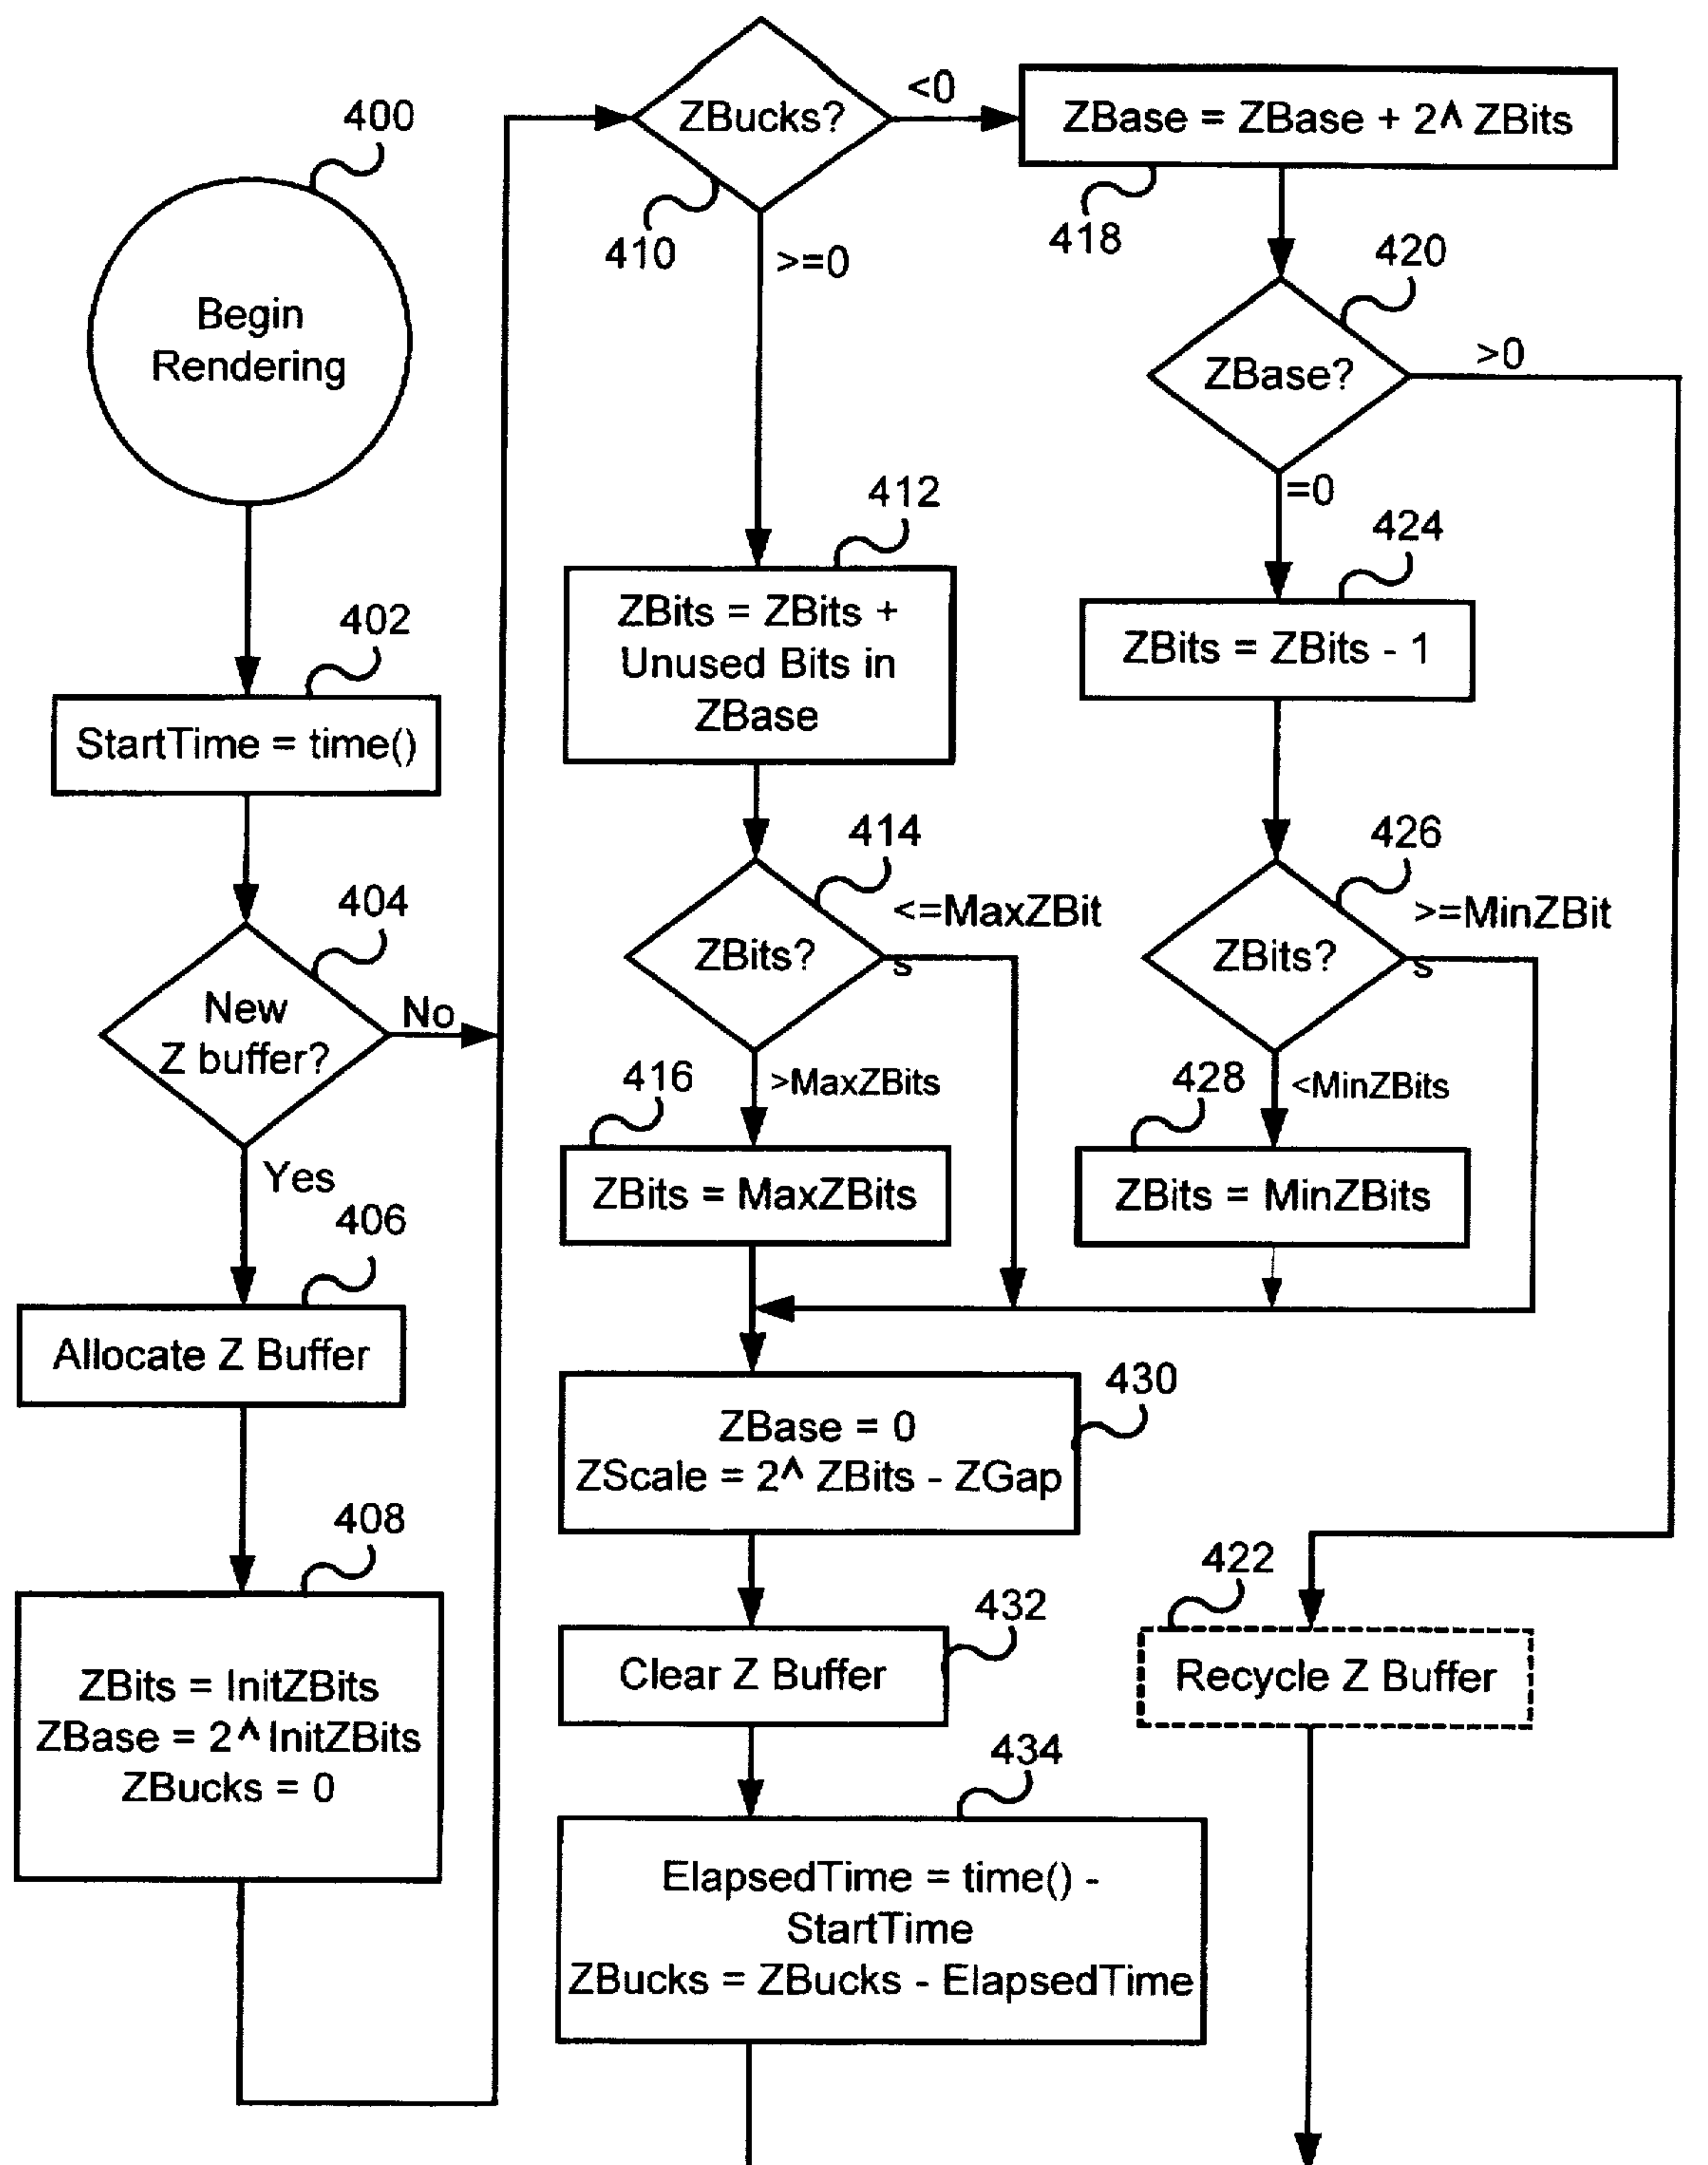 400
Begin
Rendering
402
StartTime = time()
404
New
Z buffer?
No
Yes
406
Allocate Z Buffer
408
ZBits = InitZBits
ZBase = 2^InitZBits
ZBucks = 0
ZBucks?
<0
410
>=0
412
ZBits = ZBits +
Unused Bits in
ZBase
414
ZBits?
<=MaxZBit
s
>MaxZBits
416
ZBits = MaxZBits
ZBase = ZBase + 2^ ZBits
418
420
ZBase?
>0
=0
424
ZBits = ZBits - 1
426
ZBits?
>=MinZBit
s
<MinZBits
428
ZBits = MinZBits
430
ZBase = 0
ZScale = 2^ ZBits - ZGap
432
Clear Z Buffer
434
ElapsedTime = time() -
StartTime
ZBucks = ZBucks - ElapsedTime
422
Recycle Z Buffer